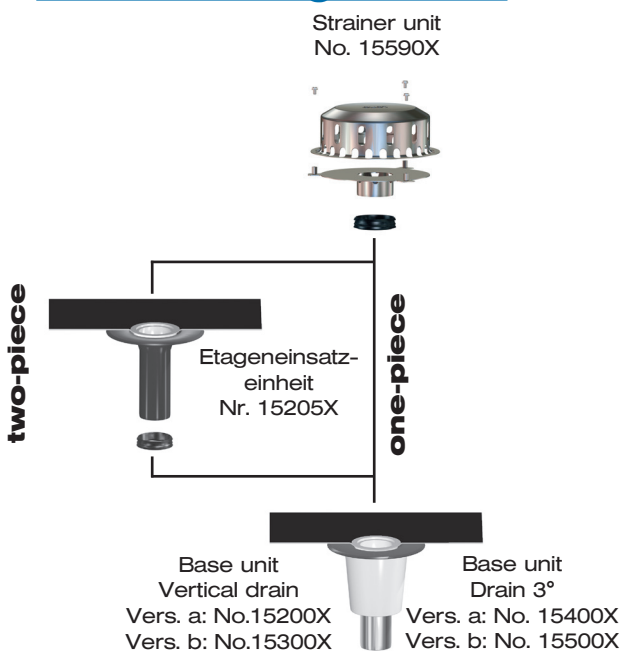 Strainer unit
No. 15590X
two-piece
one-piece
Etageneinsatz-
einheit
Nr. 15205X
Base unit
Vertical drain
Vers. a: No.15200X
Vers. b: No.15300X
Base unit
Drain 3°
Vers. a: No. 15400X
Vers. b: No. 15500X